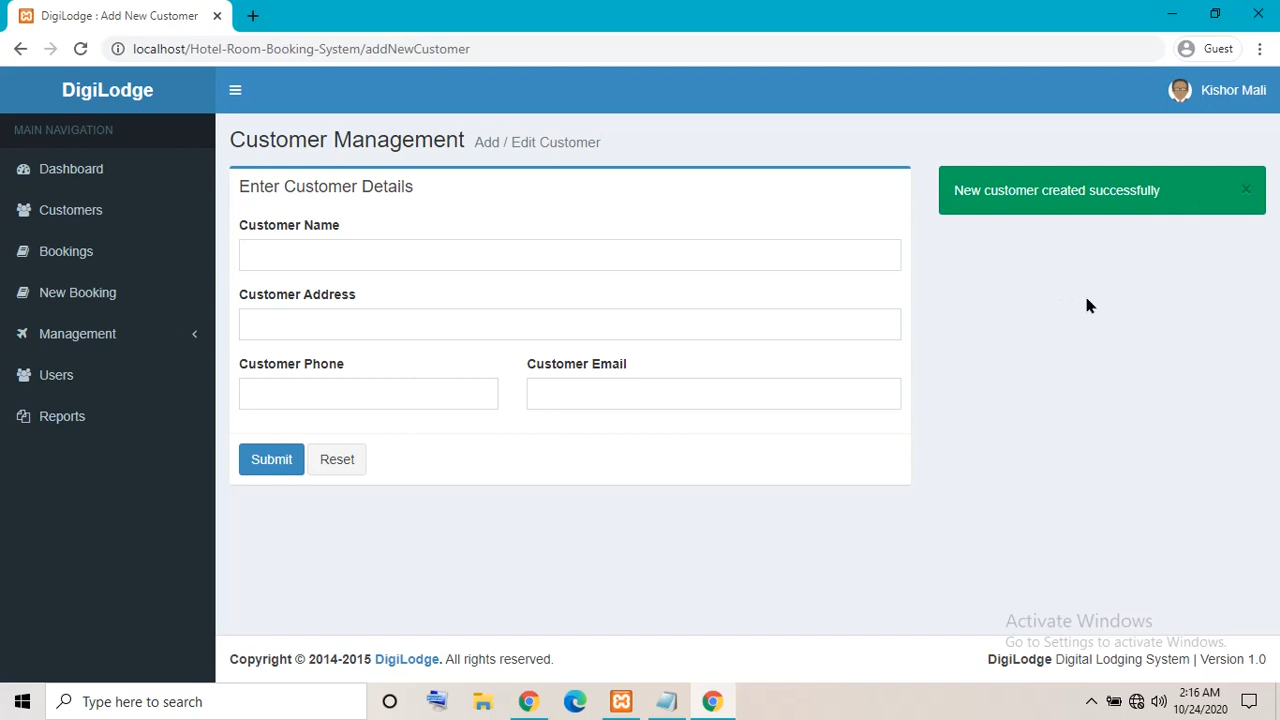 DigiLodge : Add New Customer
localhost/Hotel-Room-Booking-System/addNewCustomer
Guest
DigiLodge
Kishor Mali
MAIN NAVIGATION
Dashboard
Customers
Bookings
New Booking
Management
Users
Reports
Customer Management Add / Edit Customer
Enter Customer Details
Customer Name
Customer Address
Customer Phone
Customer Email
Submit
Reset
New customer created successfully
Activate Windows
Go to Settings to activate Windows.
Copyright © 2014-2015 DigiLodge. All rights reserved.
DigiLodge Digital Lodging System | Version 1.0
Type here to search
2:16 AM
10/24/2020